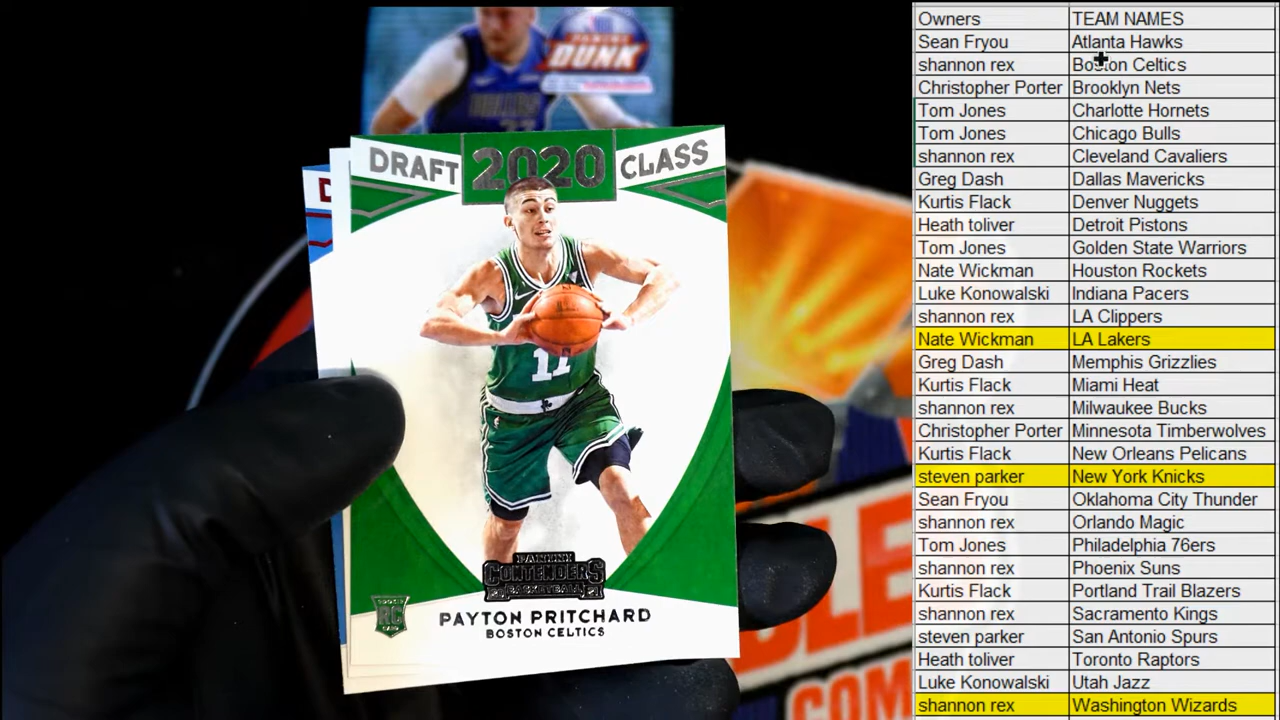 PANINI
DUNK
DALLAS
DRAFT 2020 CLASS
11
PANINI
CONTENDERS
BASKETBALL
RC
PAYTON PRITCHARD
BOSTON CELTICS
COM
Owners TEAM NAMES
Sean Fryou Atlanta Hawks
shannon rex Boston Celtics
Christopher Porter Brooklyn Nets
Tom Jones Charlotte Hornets
Tom Jones Chicago Bulls
shannon rex Cleveland Cavaliers
Greg Dash Dallas Mavericks
Kurtis Flack Denver Nuggets
Heath toliver Detroit Pistons
Tom Jones Golden State Warriors
Nate Wickman Houston Rockets
Luke Konowalski Indiana Pacers
shannon rex LA Clippers
Nate Wickman LA Lakers
Greg Dash Memphis Grizzlies
Kurtis Flack Miami Heat
shannon rex Milwaukee Bucks
Christopher Porter Minnesota Timberwolves
Kurtis Flack New Orleans Pelicans
steven parker New York Knicks
Sean Fryou Oklahoma City Thunder
shannon rex Orlando Magic
Tom Jones Philadelphia 76ers
shannon rex Phoenix Suns
Kurtis Flack Portland Trail Blazers
shannon rex Sacramento Kings
steven parker San Antonio Spurs
Heath toliver Toronto Raptors
Luke Konowalski Utah Jazz
shannon rex Washington Wizards